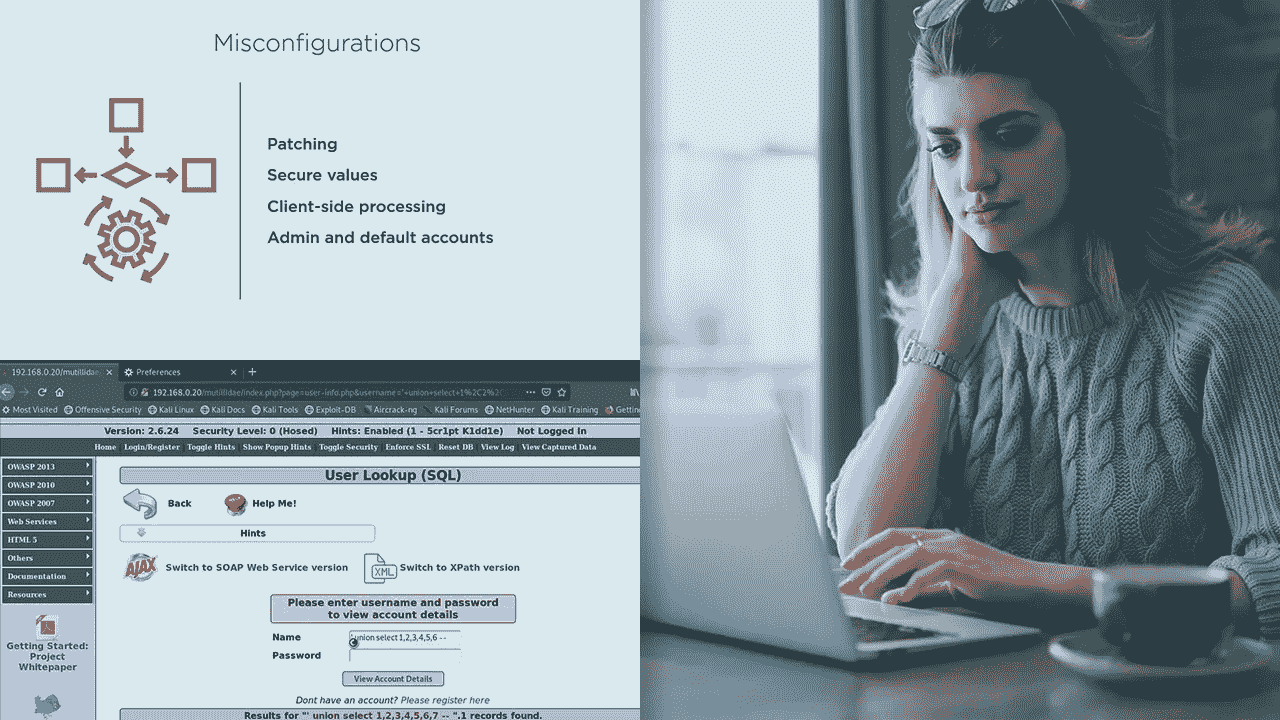 Misconfigurations
Patching
Secure values
Client-side processing
Admin and default accounts
192.168.0.20/mutillidae
Preferences
192.168.0.20/mutillidae/index.php?page=user-info.php&username='+union+select+1%2C2%2C
Most Visited Offensive Security Kali Linux Kali Docs Kali Tools Exploit-DB Aircrack-ng Kali Forums NetHunter Kali Training Gettin
Version: 2.6.24 Security Level: 0 (Hosed) Hints: Enabled (1 - 5cr1pt K1dd1e) Not Logged In
Home Login/Register Toggle Hints Show Popup Hints Toggle Security Enforce SSL Reset DB View Log View Captured Data
OWASP 2013
OWASP 2010
OWASP 2007
Web Services
HTML 5
Others
Documentation
Resources
Getting Started:
Project
Whitepaper
User Lookup (SQL)
Back Help Me!
Hints
AJAX Switch to SOAP Web Service version XML Switch to XPath version
Please enter username and password
to view account details
Name union select 1,2,3,4,5,6 --
Password
View Account Details
Dont have an account? Please register here
Results for "' union select 1,2,3,4,5,6,7 -- ".1 records found.